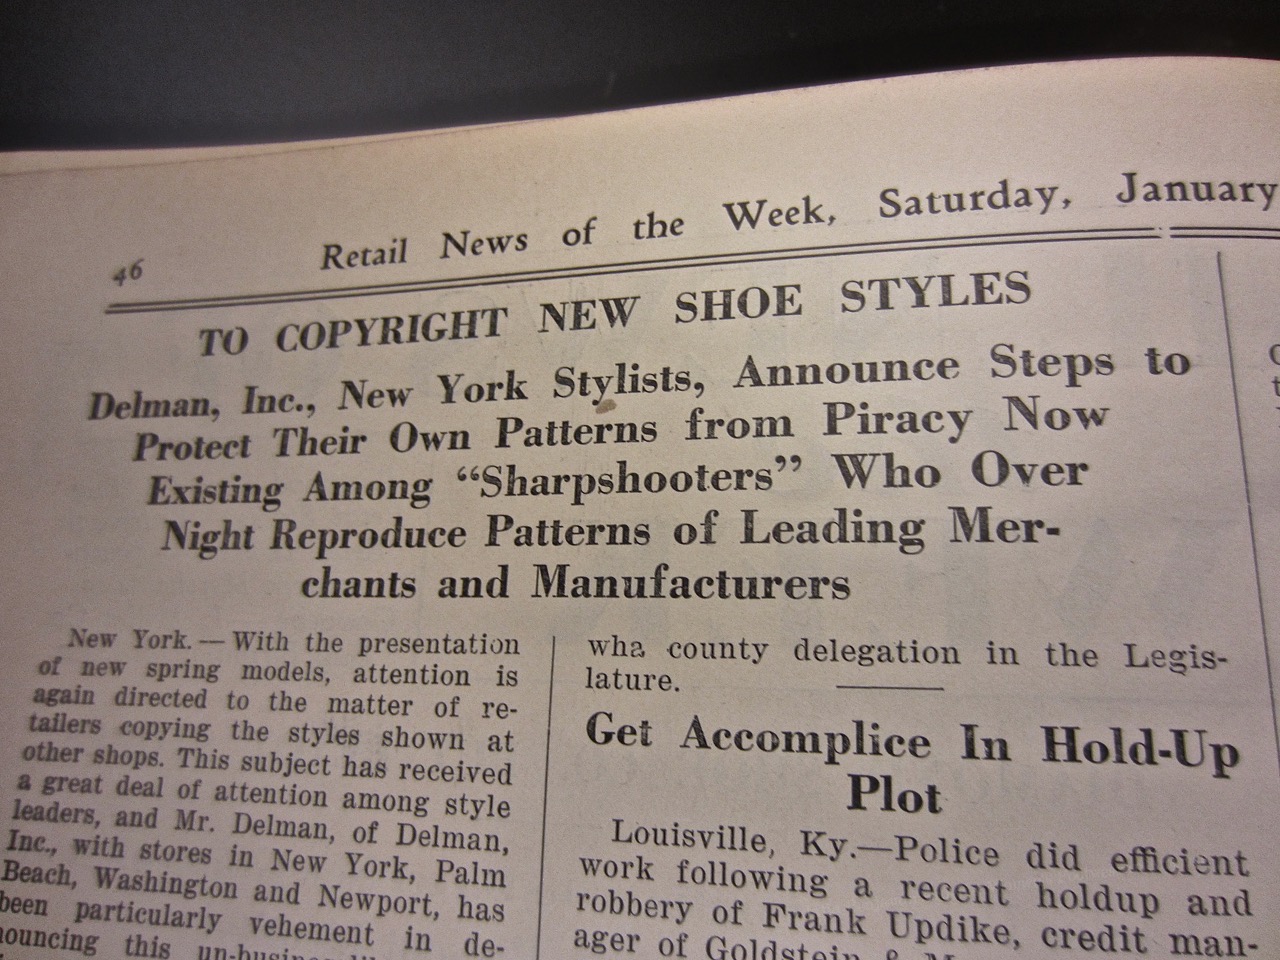 46
Retail News of the Week, Saturday, January
TO COPYRIGHT NEW SHOE STYLES
Delman, Inc., New York Stylists, Announce Steps to
Protect Their Own Patterns from Piracy Now
Existing Among “Sharpshooters” Who Over
Night Reproduce Patterns of Leading Mer-
chants and Manufacturers
New York. — With the presentation
of new spring models, attention is
again directed to the matter of re-
tailers copying the styles shown at
other shops. This subject has received
a great deal of attention among style
leaders, and Mr. Delman, of Delman,
Inc., with stores in New York, Palm
Beach, Washington and Newport, has
been particularly vehement in de-
nouncing this
wha county delegation in the Legis-
lature.
Get Accomplice In Hold-Up
Plot
Louisville, Ky.—Police did efficient
work following a recent holdup and
robbery of Frank Updike, credit man-
ager of Goldstein &